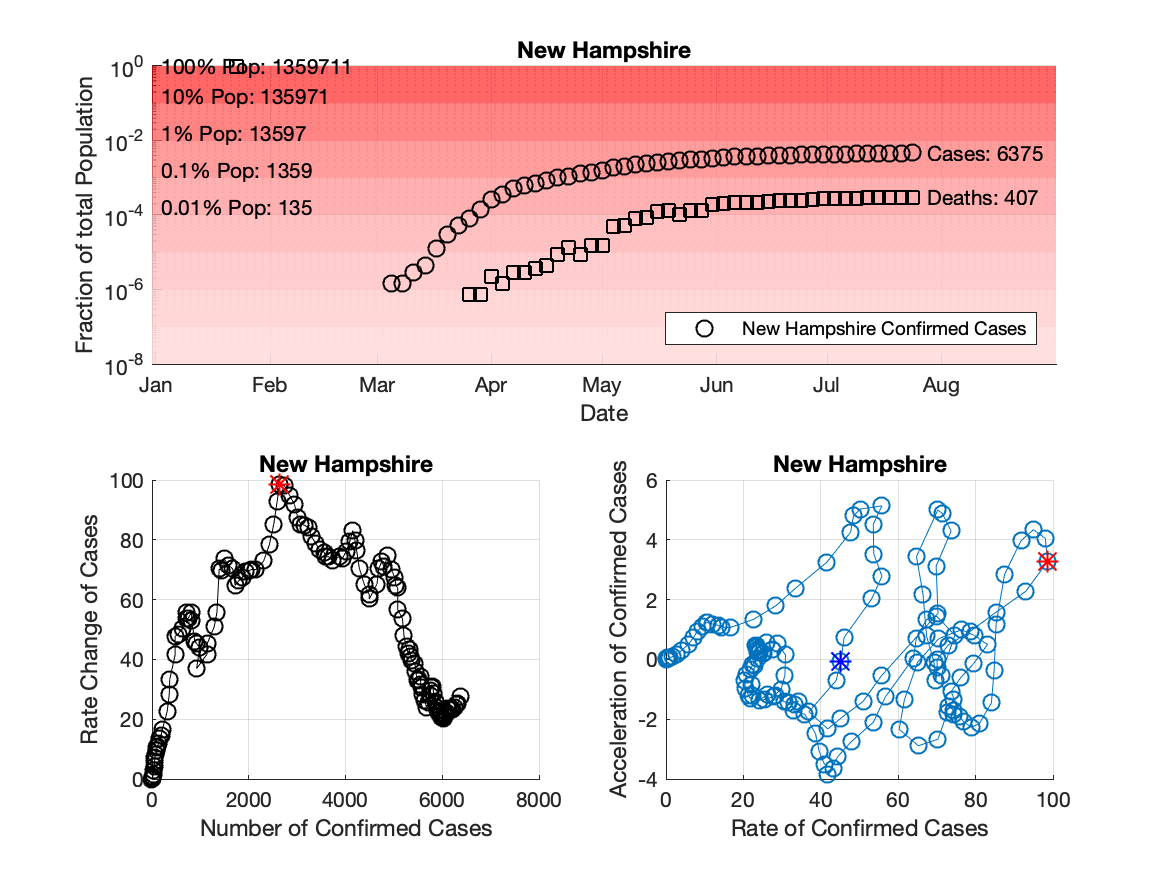 New Hampshire
Fraction of total Population
10^0
10^-2
10^-4
10^-6
10^-8
100% Pop: 1359711
10% Pop: 135971
1% Pop: 13597
0.1% Pop: 1359
0.01% Pop: 135
Cases: 6375
Deaths: 407
New Hampshire Confirmed Cases
Jan Feb Mar Apr May Jun Jul Aug
Date
New Hampshire
Rate Change of Cases
100
80
60
40
20
0
0 2000 4000 6000 8000
Number of Confirmed Cases
New Hampshire
Acceleration of Confirmed Cases
6
4
2
0
-2
-4
0 20 40 60 80 100
Rate of Confirmed Cases